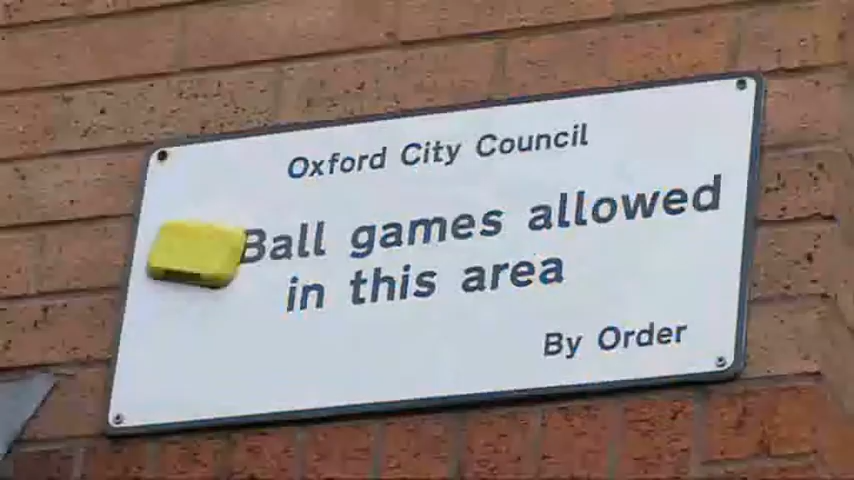 Oxford City Council
Ball games allowed
in this area
By Order